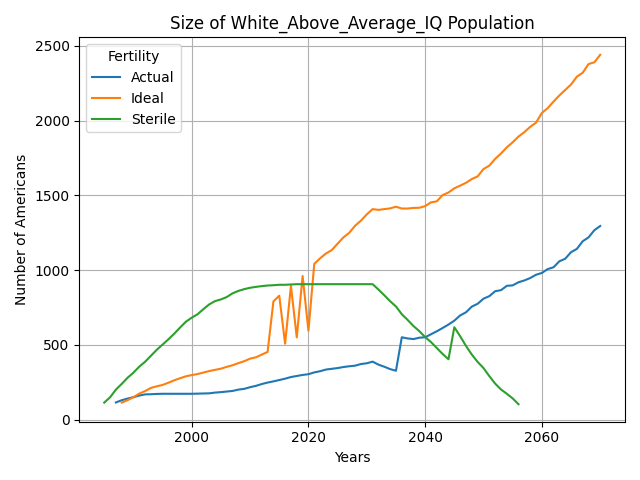 Size of White_Above_Average_IQ Population
Number of Americans
2500
2000
1500
1000
500
0
Fertility
Actual
Ideal
Sterile
2000
2020
2040
2060
Years